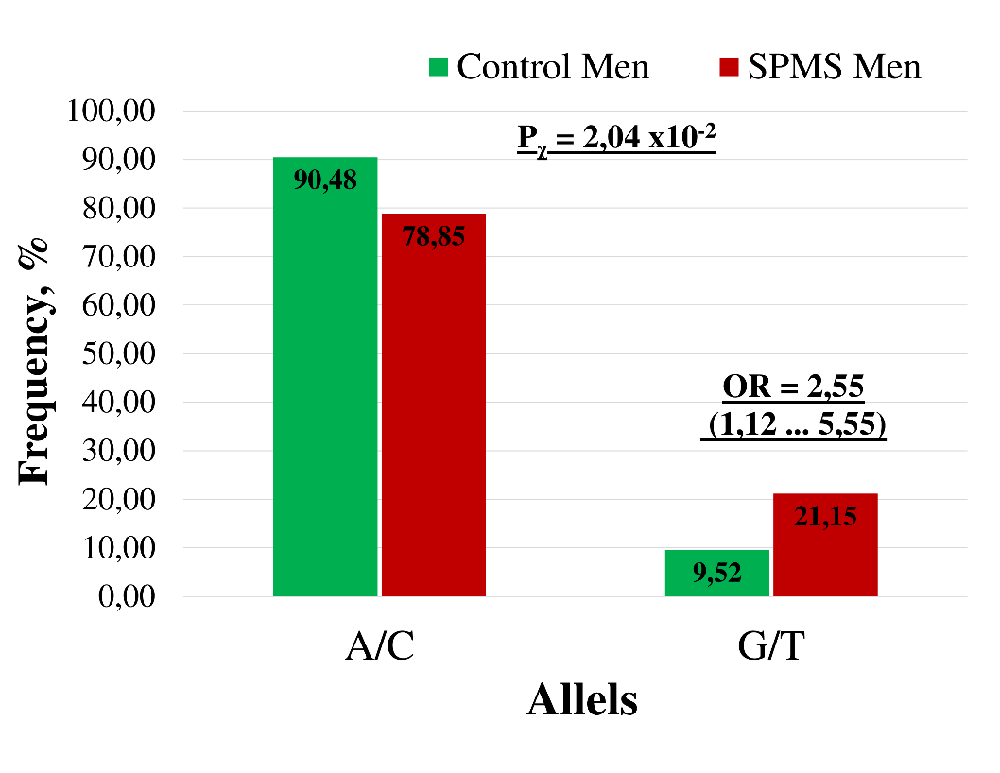 Control Men
SPMS Men
100,00
90,00
80,00
70,00
60,00
50,00
40,00
30,00
20,00
10,00
0,00
Frequency, %
Pχ = 2,04 x10-2
90,48
78,85
OR = 2,55
(1,12 ... 5,55)
9,52
21,15
A/C
G/T
Allels